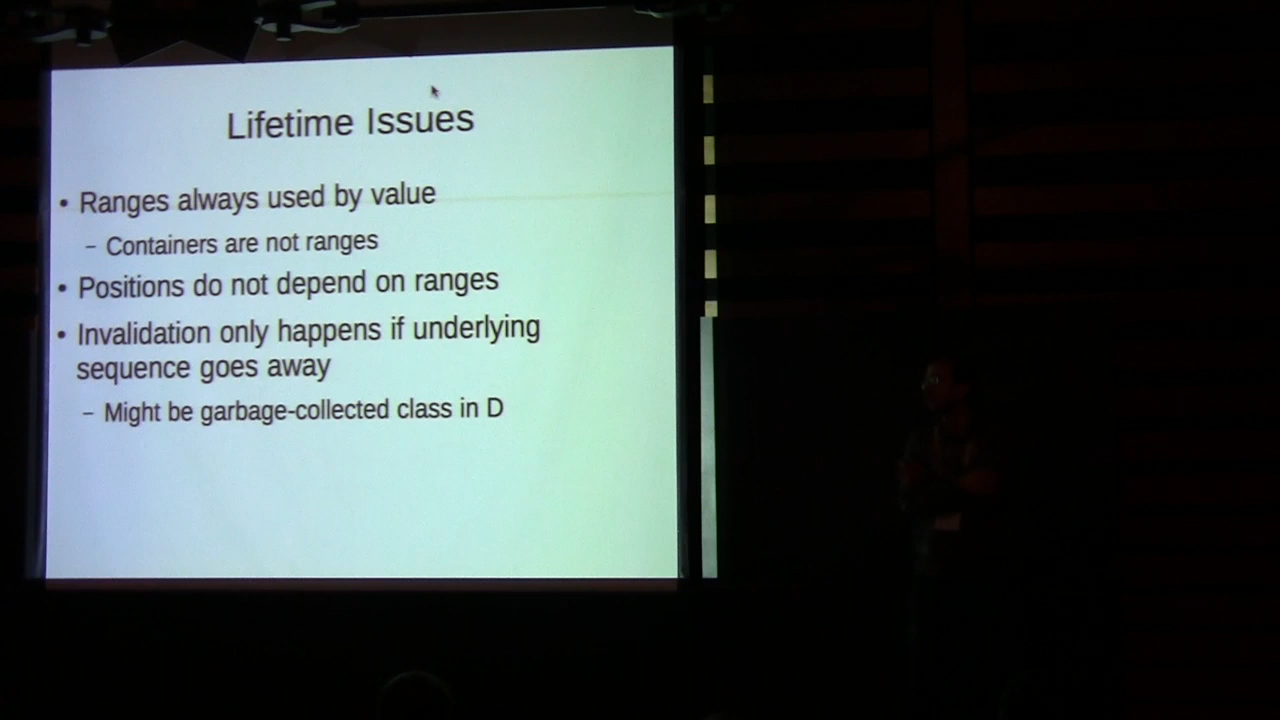 Lifetime Issues
• Ranges always used by value
– Containers are not ranges
• Positions do not depend on ranges
• Invalidation only happens if underlying
sequence goes away
– Might be garbage-collected class in D